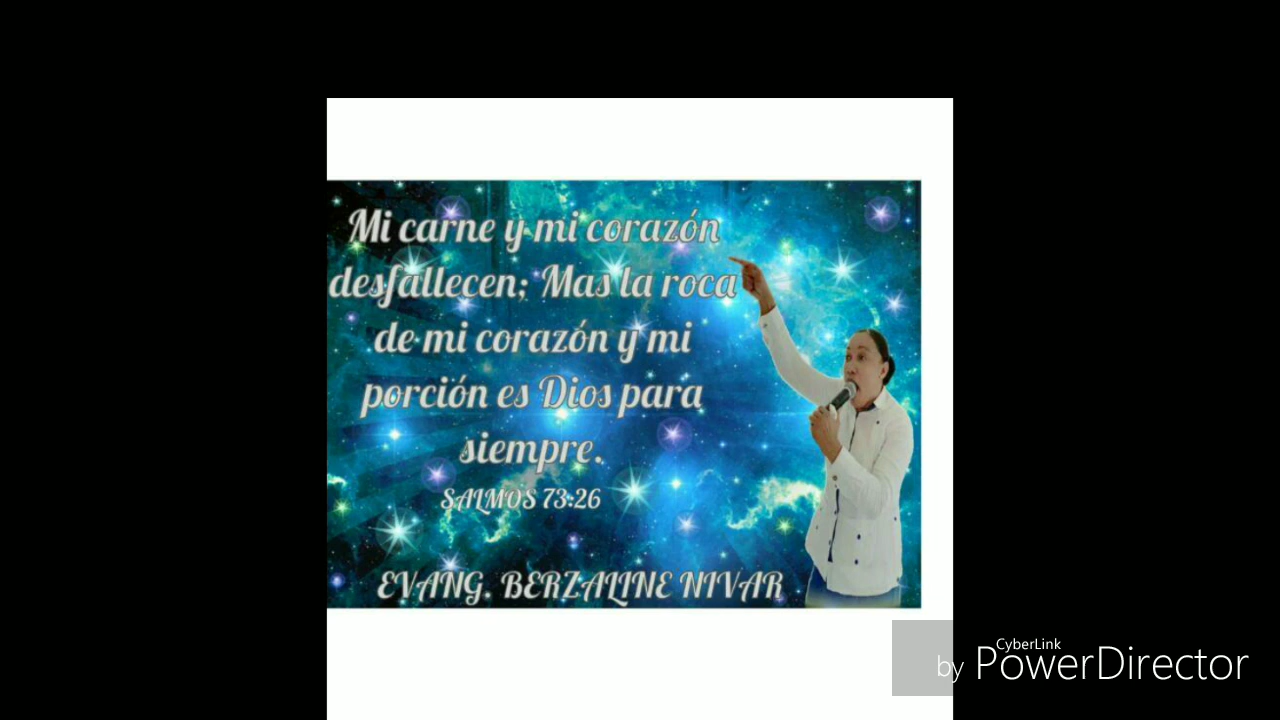 Mi carne y mi corazón
desfallecen; Mas la roca
de mi corazón y mi
porción es Dios para
siempre.
SALMOS 73:26
EVANG. BERZALINE NIVAR
CyberLink
by PowerDirector